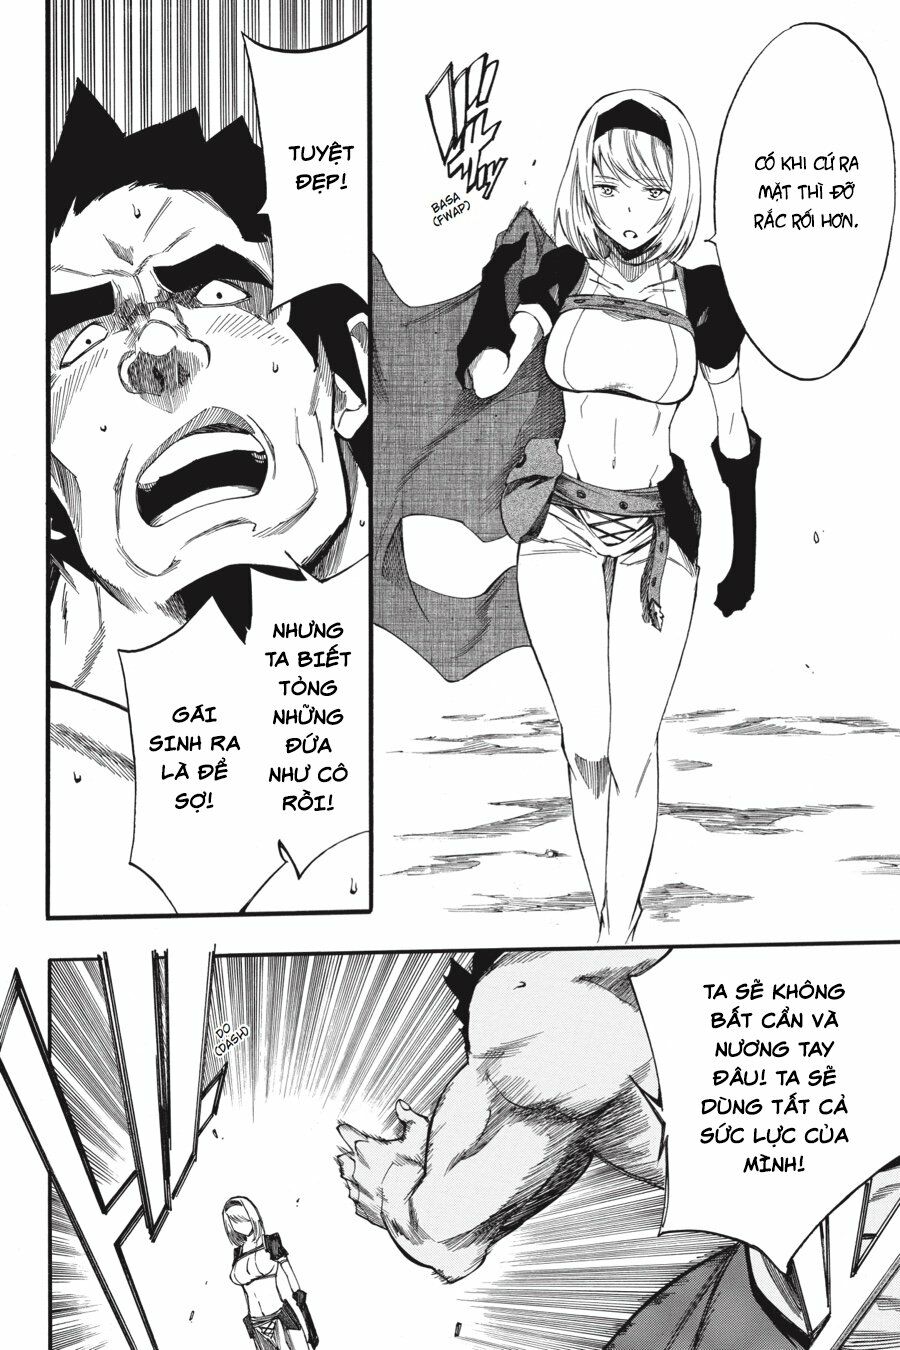 CÓ KHI CỨ RA
MẶT THÌ ĐỠ
RẮC RỐI HƠN.
BASA
(FWAP)
TUYỆT
ĐẸP!
NHƯNG
TA BIẾT
TỎNG
NHỮNG
ĐỨA
NHƯ CÔ
RỒI!
GÁI
SINH RA
LÀ ĐỂ
SỢ!
TA SẼ KHÔNG
BẤT CẨN VÀ
NƯƠNG TAY
ĐÂU! TA SẼ
DÙNG TẤT CẢ
SỨC LỰC CỦA
MÌNH!
DO
(DASH)